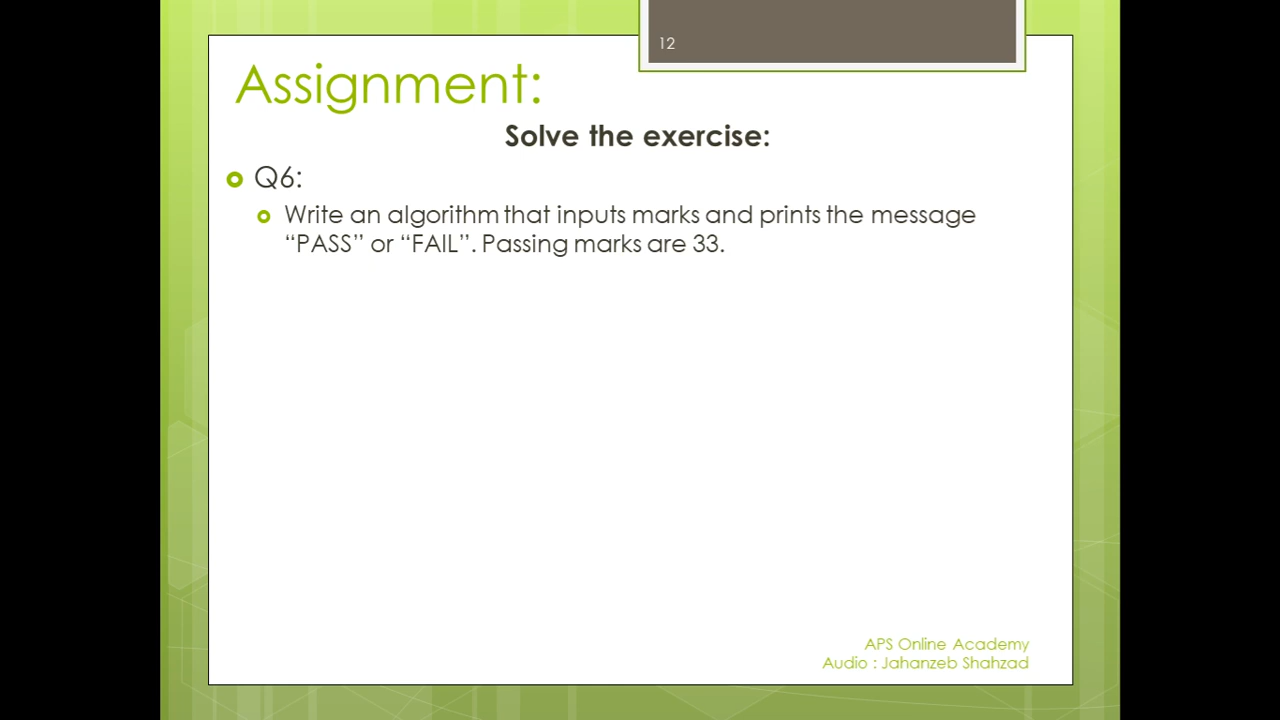 12
Assignment:
Solve the exercise:
Q6:
Write an algorithm that inputs marks and prints the message
“PASS” or “FAIL”. Passing marks are 33.
APS Online Academy
Audio : Jahanzeb Shahzad